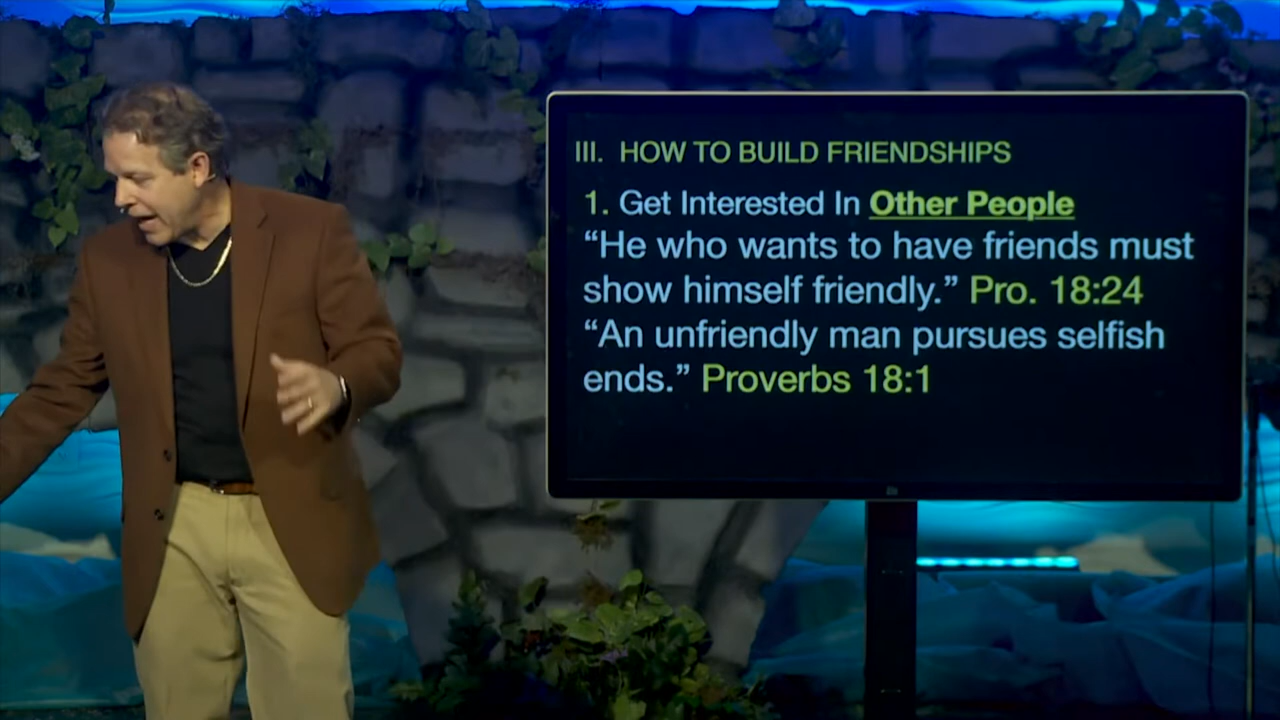 III. HOW TO BUILD FRIENDSHIPS
1. Get Interested In Other People
“He who wants to have friends must
show himself friendly.” Pro. 18:24
“An unfriendly man pursues selfish
ends.” Proverbs 18:1